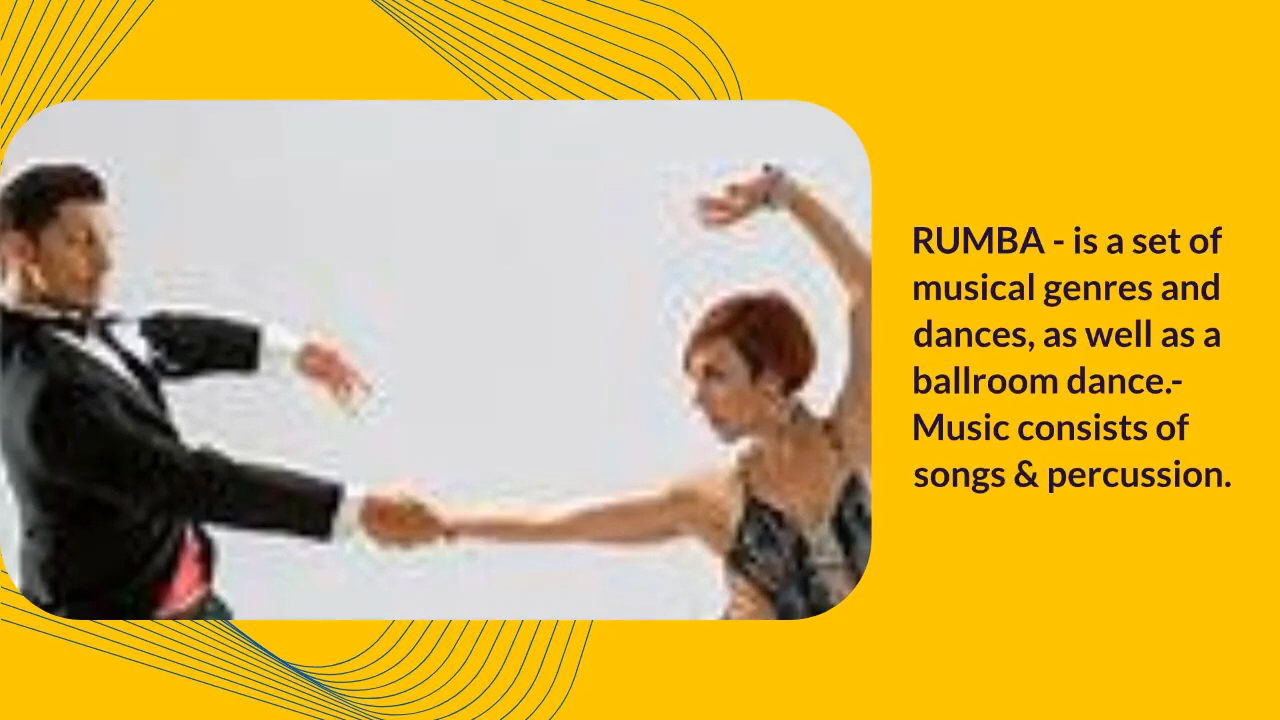 RUMBA - is a set of
musical genres and
dances, as well as a
ballroom dance.-
Music consists of
songs & percussion.